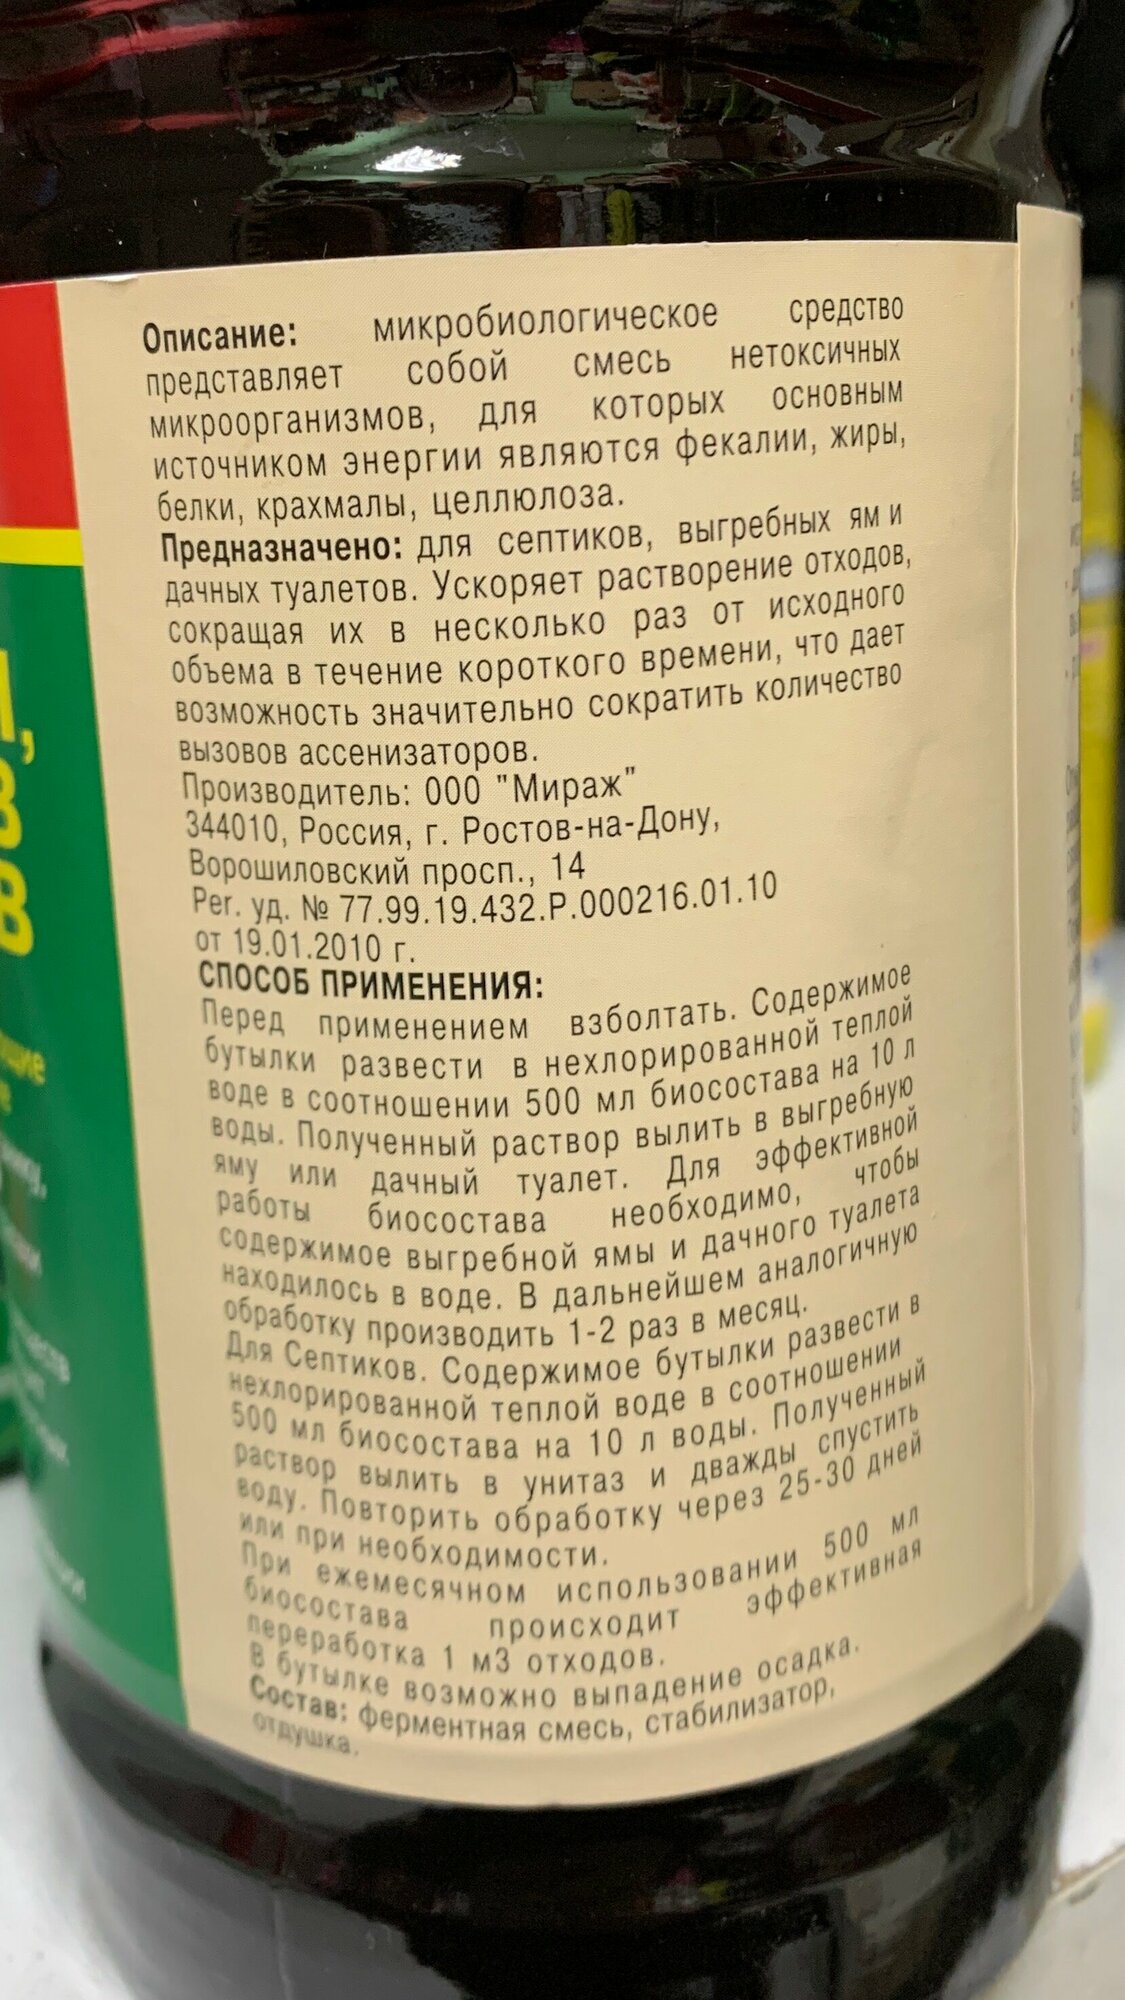 Описание: микробиологическое средство
представляет собой смесь нетоксичных
микроорганизмов, для которых основным
источником энергии являются фекалии, жиры,
белки, крахмалы, целлюлоза.
Предназначено: для септиков, выгребных ям и
дачных туалетов. Ускоряет растворение отходов,
сокращая их в несколько раз от исходного
объема в течение короткого времени, что дает
возможность значительно сократить количество
вызовов ассенизаторов.
Производитель: ООО "Мираж"
344010, Россия, г. Ростов-на-Дону,
Ворошиловский просп., 14
Рег. уд. № 77.99.19.432.Р.000216.01.10
от 19.01.2010 г.
СПОСОБ ПРИМЕНЕНИЯ:
Перед применением взболтать. Содержимое
бутылки развести в нехлорированной теплой
воде в соотношении 500 мл биосостава на 10 л
воды. Полученный раствор вылить в выгребную
яму или дачный туалет. Для эффективной
работы биосостава необходимо, чтобы
содержимое выгребной ямы и дачного туалета
находилось в воде. В дальнейшем аналогичную
обработку производить 1-2 раз в месяц.
Для Септиков. Содержимое бутылки развести в
нехлорированной теплой воде в соотношении
500 мл биосостава на 10 л воды. Полученный
раствор вылить в унитаз и дважды спустить
воду. Повторить обработку через 25-30 дней
или при необходимости.
При ежемесячном использовании 500 мл
биосостава происходит эффективная
переработка 1 м3 отходов.
В бутылке возможно выпадение осадка.
Состав: ферментная смесь, стабилизатор,
отдушка.